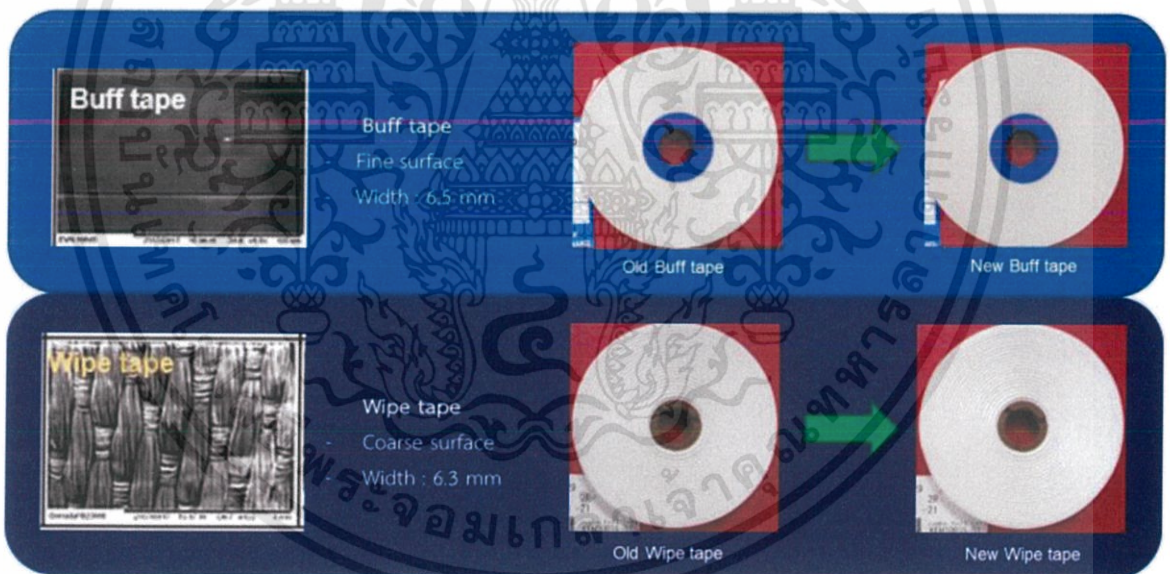 Buff tape
Buff tape
Fine surface
Width : 6.5 mm
Old Buff tape
New Buff tape
Wipe tape
Wipe tape
- Coarse surface
- Width : 6.3 mm
Old Wipe tape
New Wipe tape